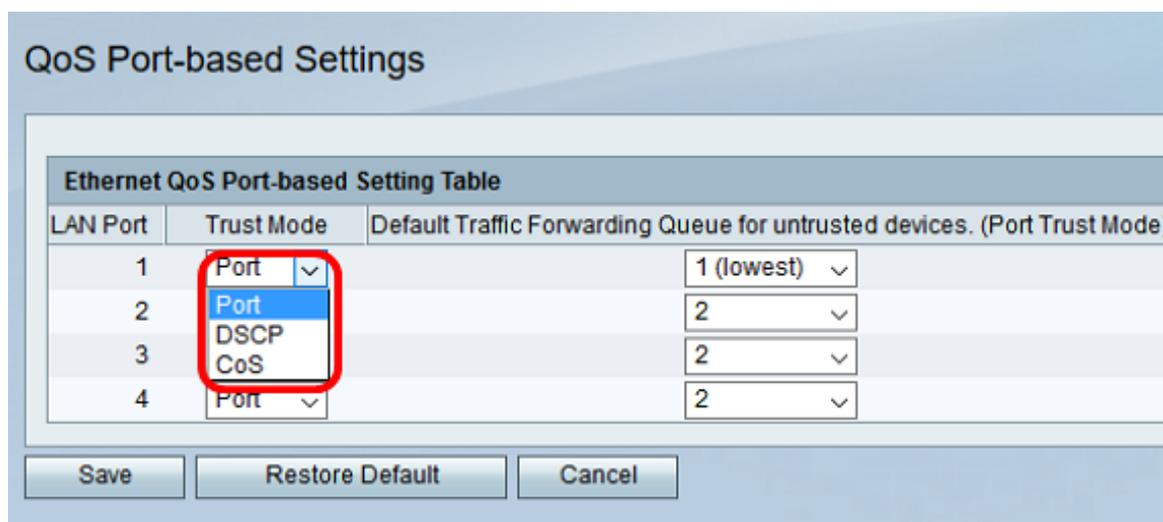 QoS Port-based Settings
Ethernet QoS Port-based Setting Table
LAN Port Trust Mode Default Traffic Forwarding Queue for untrusted devices. (Port Trust Mode
1 Port 1 (lowest)
2 Port 2
DSCP
3 CoS 2
4 Port 2
Save Restore Default Cancel